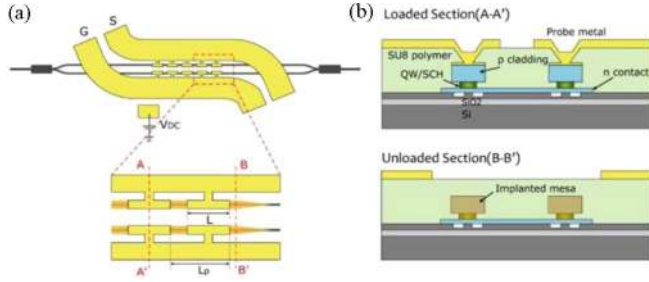 (a)
G
S
VDC
A
B
L
A'
Lp
B'
(b)
Loaded Section(A-A')
Probe metal
SU8 polymer
p cladding
QW/SCH
n contact
SiO2
Si
Unloaded Section(B-B')
Implanted mesa